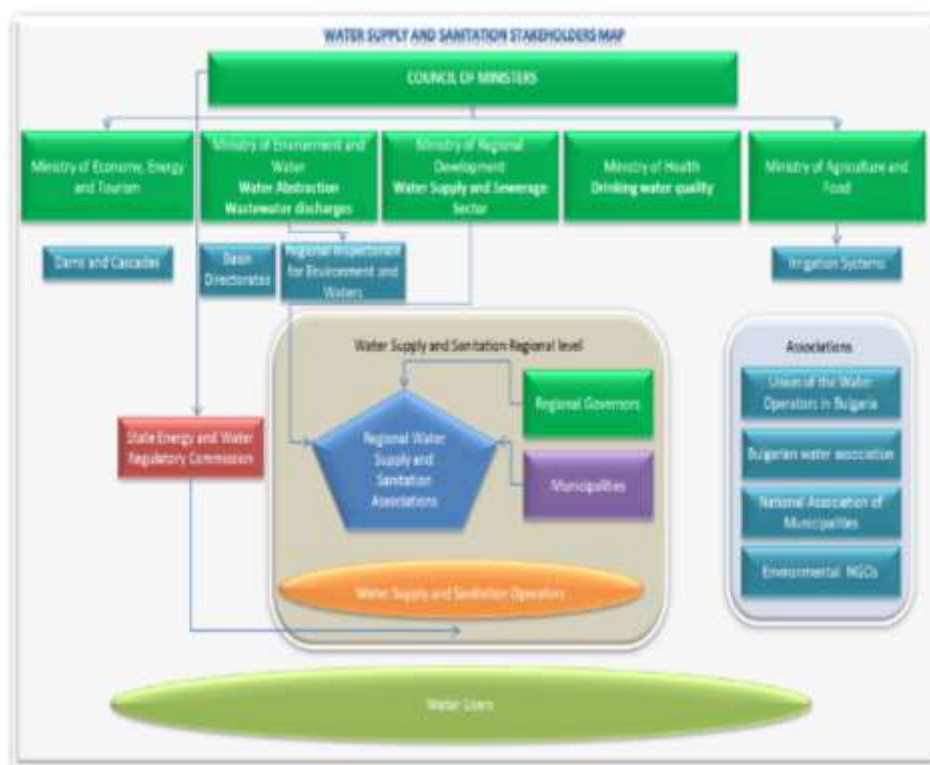 WATER SUPPLY AND SANITATION STAKEHOLDERS MAP
COUNCIL OF MINISTERS
Ministry of Economy, Energy
and Tourism
Ministry of Environment and
Water
Water Abstraction
Wastewater discharges
Ministry of Regional
Development
Water Supply and Sewerage
Sector
Ministry of Health
Drinking water quality
Ministry of Agriculture and
Food
Dams and Cascades
Basin
Directorates
Regional Inspectorate
for Environment and
Waters
Irrigation Systems
Water Supply and Sanitation Regional level
Regional Governors
Regional Water
Supply and
Sanitation
Associations
Municipalities
State Energy and Water
Regulatory Commission
Water Supply and Sanitation Operators
Associations
Union of the Water
Operators in Bulgaria
Bulgarian water association
National Association of
Municipalities
Environmental NGOs
Water Users